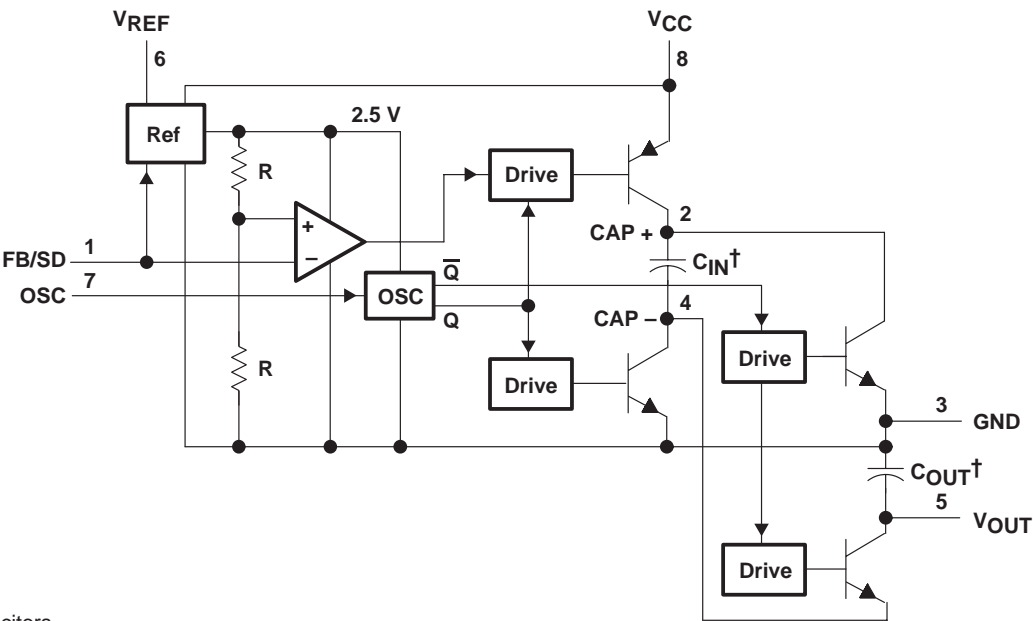 VREF
6
VCC
8
2.5 V
Ref
R
Drive
2
CAP +
CIN†
+
–
FB/SD
1
OSC
7
OSC
Q̅
Q
CAP –
4
Drive
Drive
R
3
GND
COUT†
5
VOUT
Drive
citors